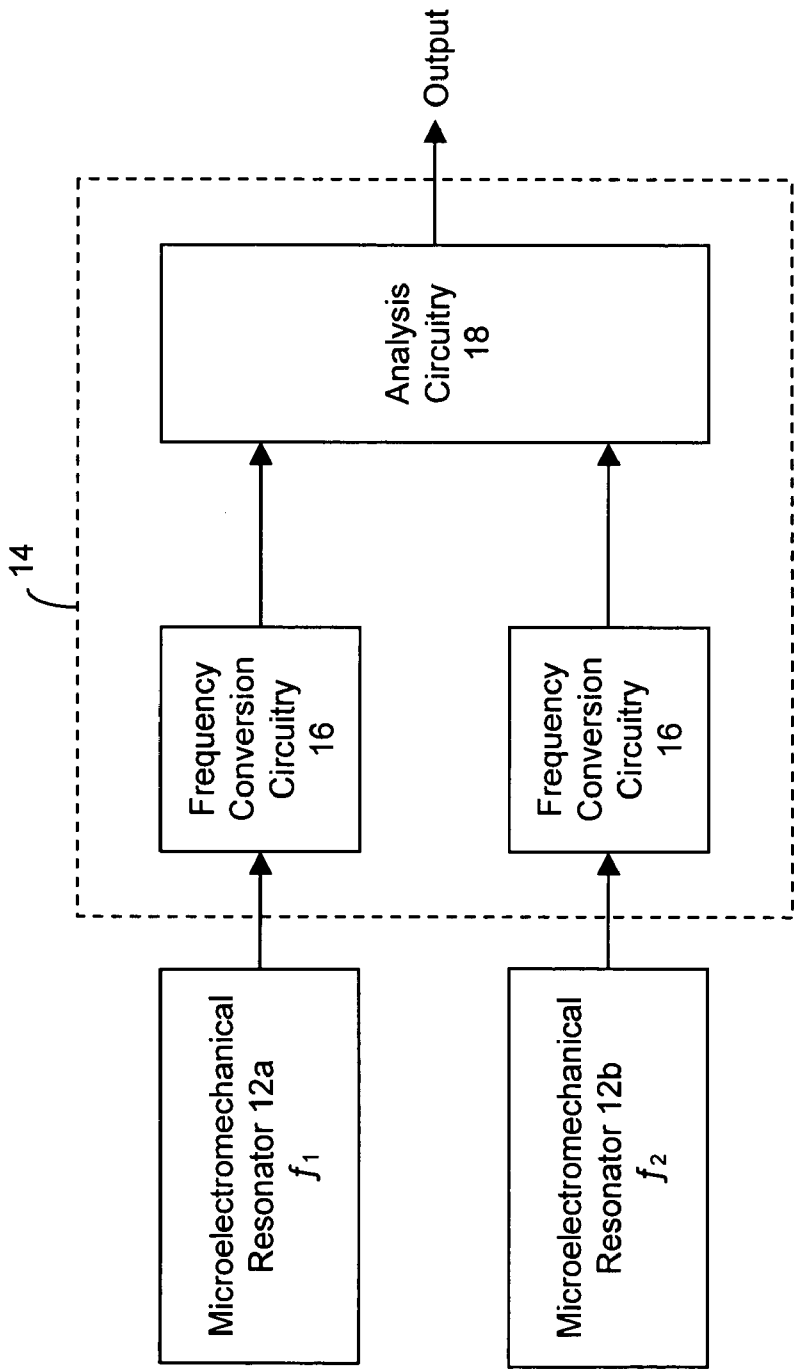 14
Microelectromechanical
Resonator 12a
f1
Frequency
Conversion
Circuitry
16
Analysis
Circuitry
18
Output
Microelectromechanical
Resonator 12b
f2
Frequency
Conversion
Circuitry
16